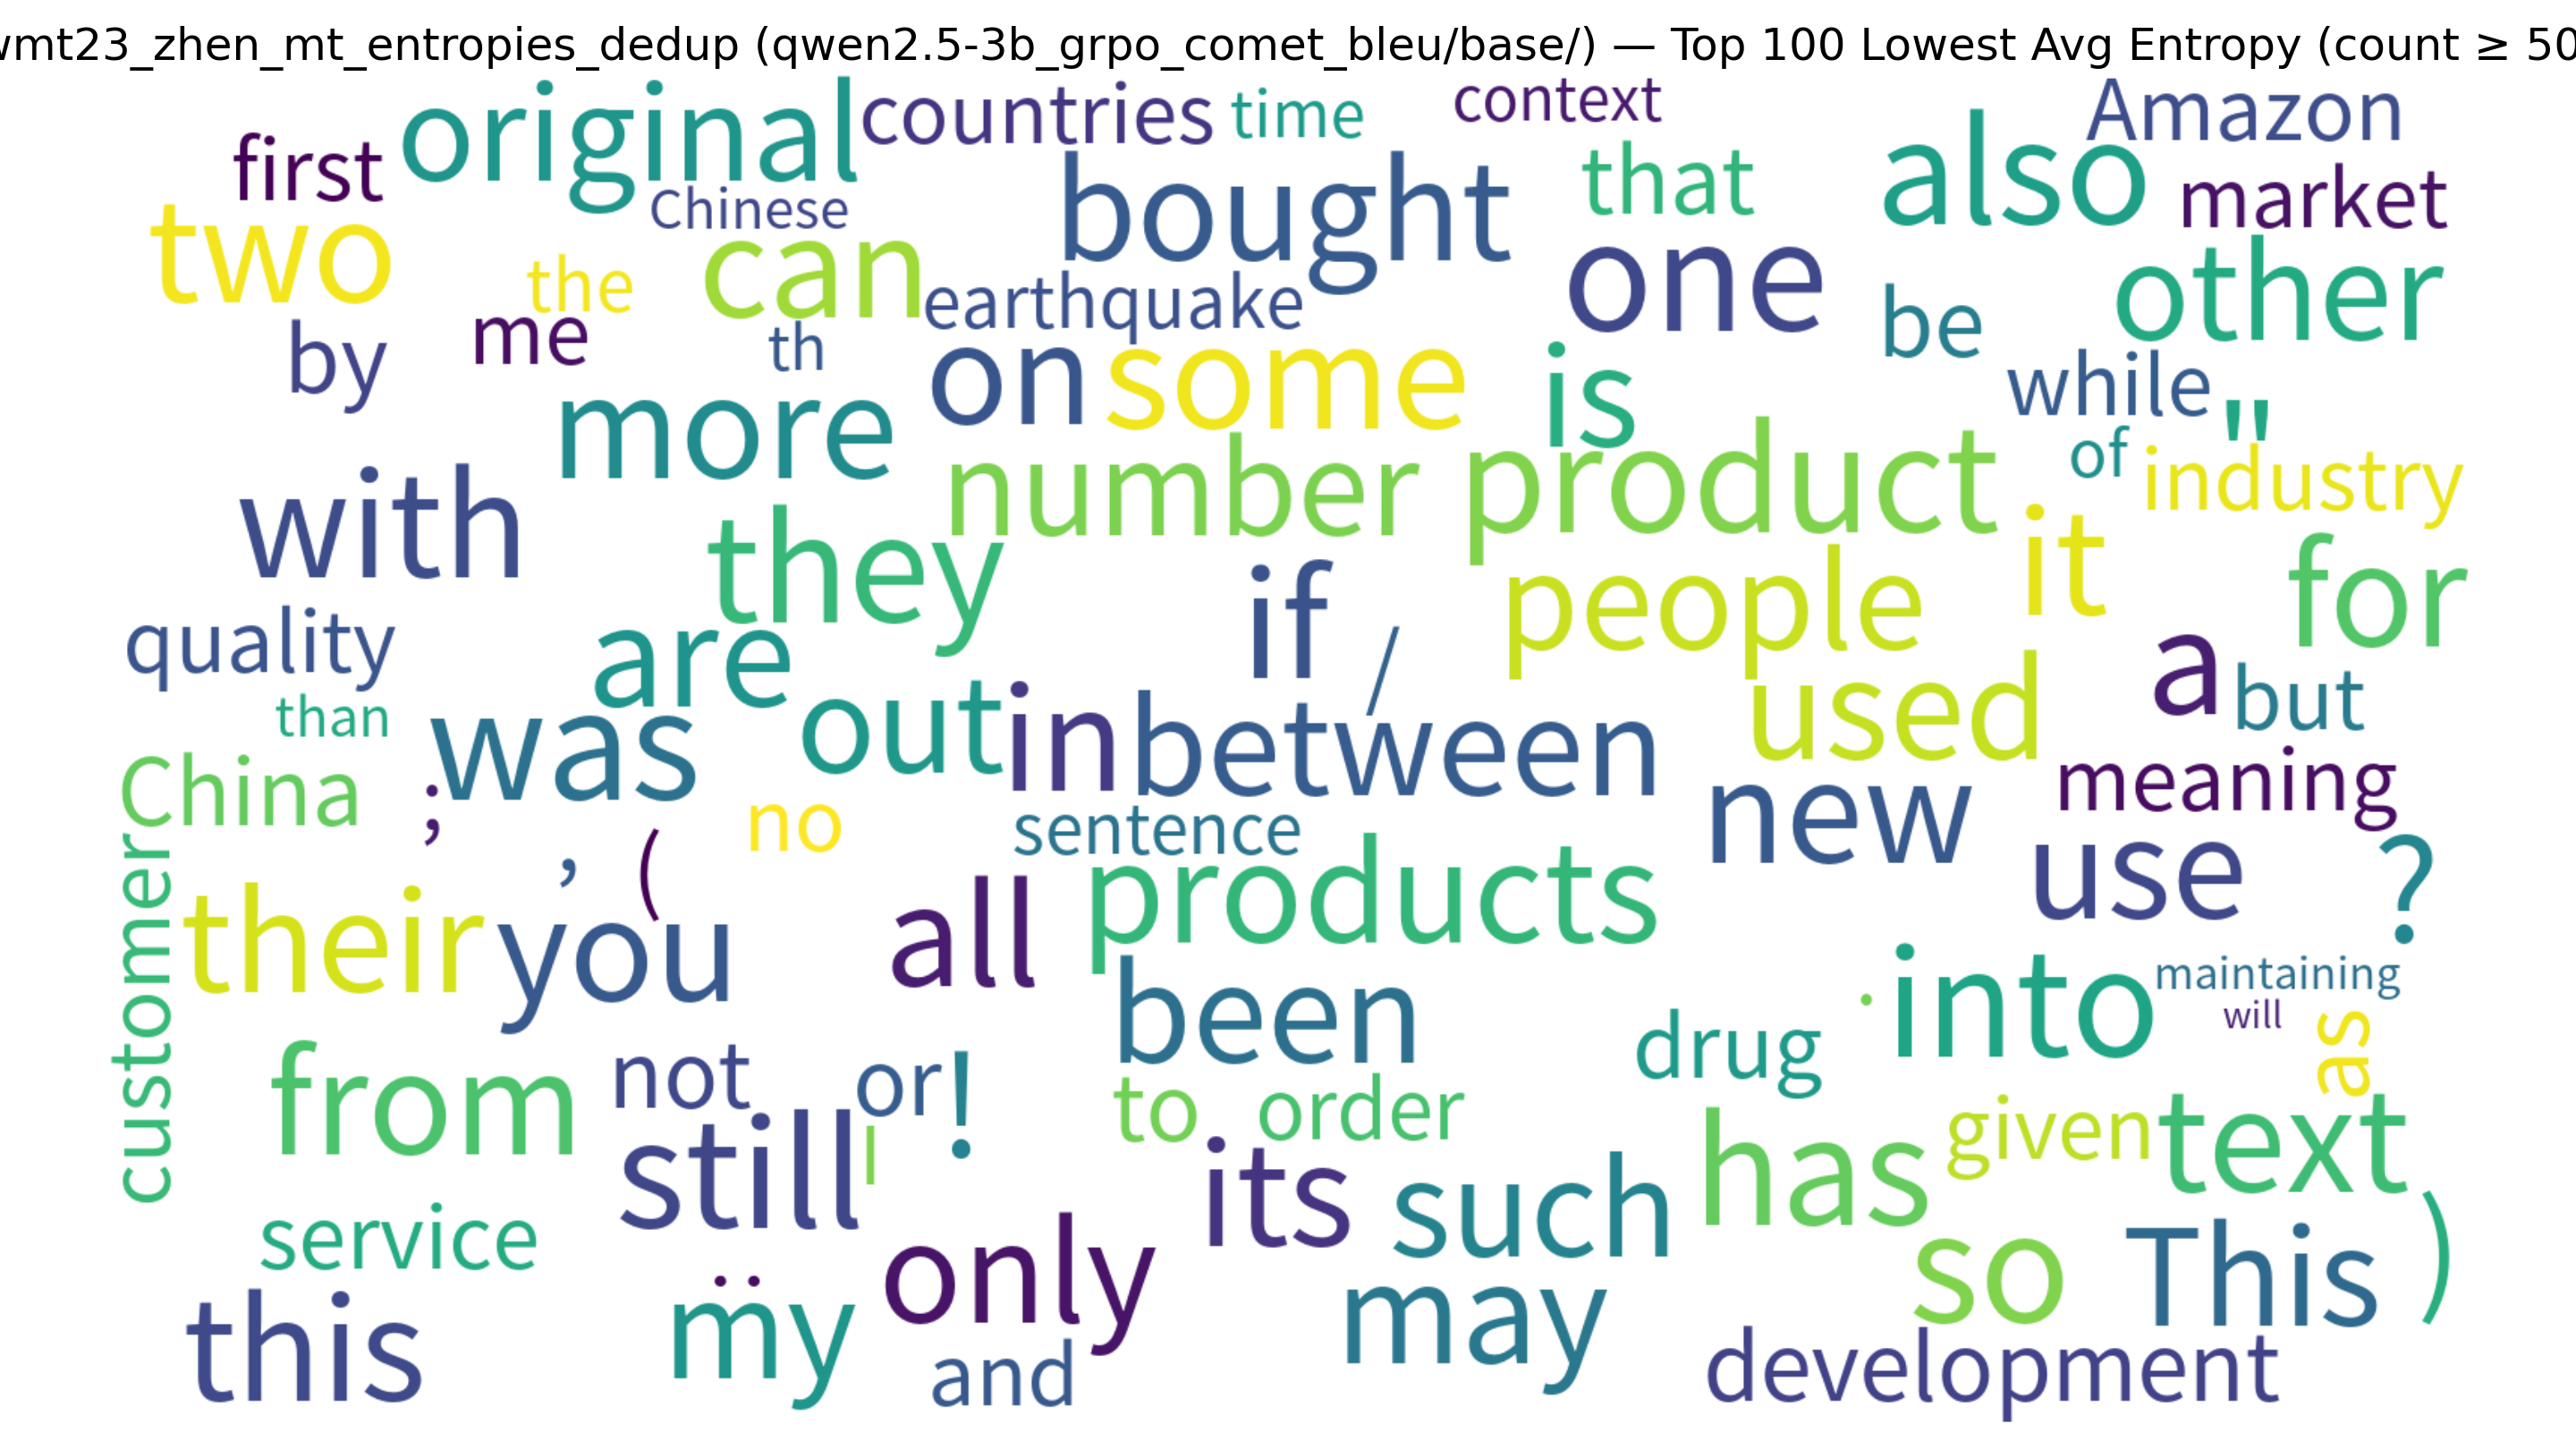 wmt23_zhen_mt_entropies_dedup (qwen2.5-3b_grpo_comet_bleu/base/) — Top 100 Lowest Avg Entropy (count ≥ 50
original countries time context Amazon
first Chinese bought that also market
two the can earthquake one be other
by me th on some is while "
more number product of industry
with they if people it for
quality are / used a but
than was out in between new meaning
China ; no sentence use ?
customer , ( products
their you all been into maintaining
will as
from not or ! to order drug · given text
still I its such has
service only so This )
this my .. and may development